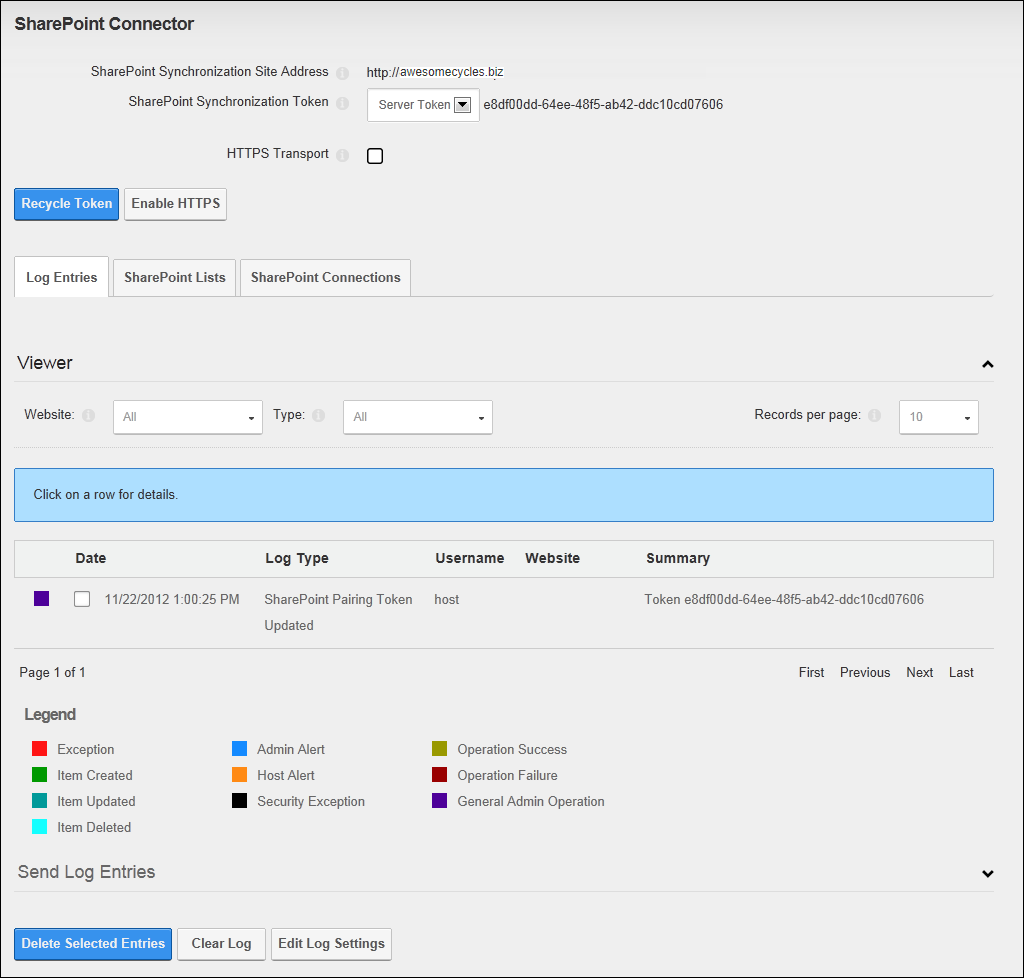 SharePoint Connector
SharePoint Synchronization Site Address http://awesomecycles.biz
SharePoint Synchronization Token Server Token e8df00dd-64ee-48f5-ab42-ddc10cd07606
HTTPS Transport
Recycle Token Enable HTTPS
Log Entries SharePoint Lists SharePoint Connections
Viewer
Website: All Type: All Records per page: 10
Click on a row for details.
Date Log Type Username Website Summary
11/22/2012 1:00:25 PM SharePoint Pairing Token host Token e8df00dd-64ee-48f5-ab42-ddc10cd07606
Updated
Page 1 of 1 First Previous Next Last
Legend
Exception Admin Alert Operation Success
Item Created Host Alert Operation Failure
Item Updated Security Exception General Admin Operation
Item Deleted
Send Log Entries
Delete Selected Entries Clear Log Edit Log Settings